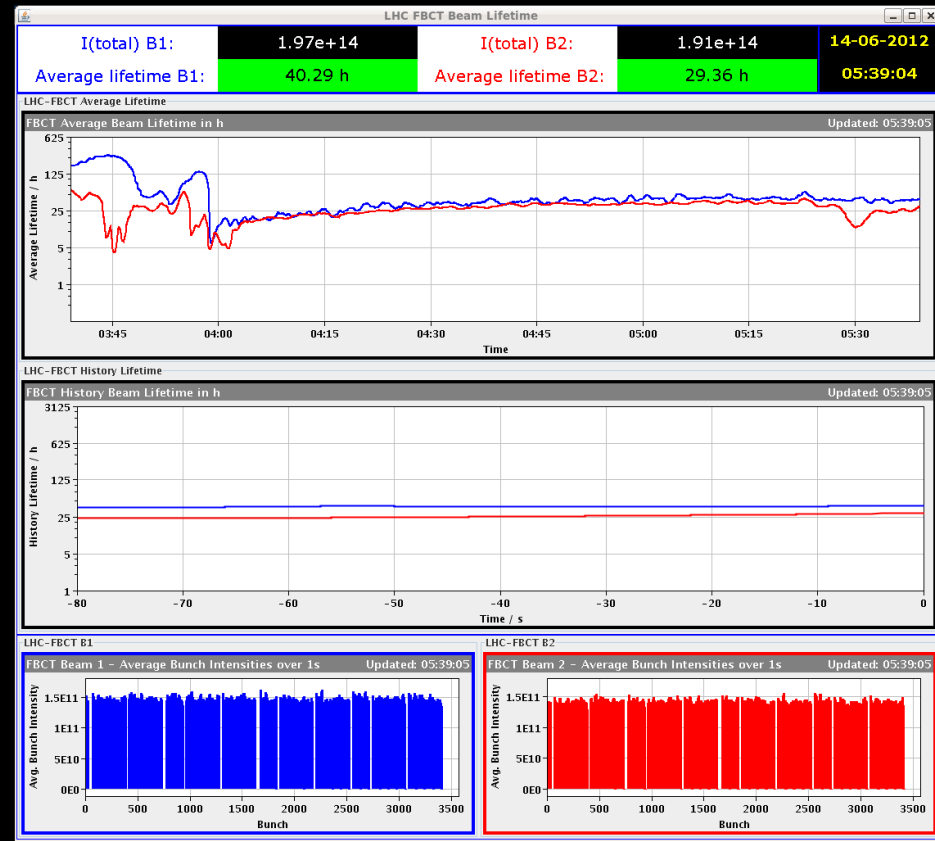 LHC FBCT Beam Lifetime
I(total) B1: 1.97e+14 I(total) B2: 1.91e+14 14-06-2012
Average lifetime B1: 40.29 h Average lifetime B2: 29.36 h 05:39:04
LHC-FBCT Average Lifetime
FBCT Average Beam Lifetime in h Updated: 05:39:05
Average Lifetime / h
625
125
25
5
1
03:45 04:00 04:15 04:30 04:45 05:00 05:15 05:30
Time
LHC-FBCT History Lifetime
FBCT History Beam Lifetime in h Updated: 05:39:05
History Lifetime / h
3125
625
125
25
5
1
-80 -70 -60 -50 -40 -30 -20 -10 0
Time / s
LHC-FBCT B1
FBCT Beam 1 - Average Bunch Intensities over 1s Updated: 05:39:05
Avg. Bunch Intensity
1.5E11
1E11
5E10
0E0
0 500 1000 1500 2000 2500 3000 3500
Bunch
LHC-FBCT B2
FBCT Beam 2 - Average Bunch Intensities over 1s Updated: 05:39:05
Avg. Bunch Intensity
1.5E11
1E11
5E10
0E0
0 500 1000 1500 2000 2500 3000 3500
Bunch